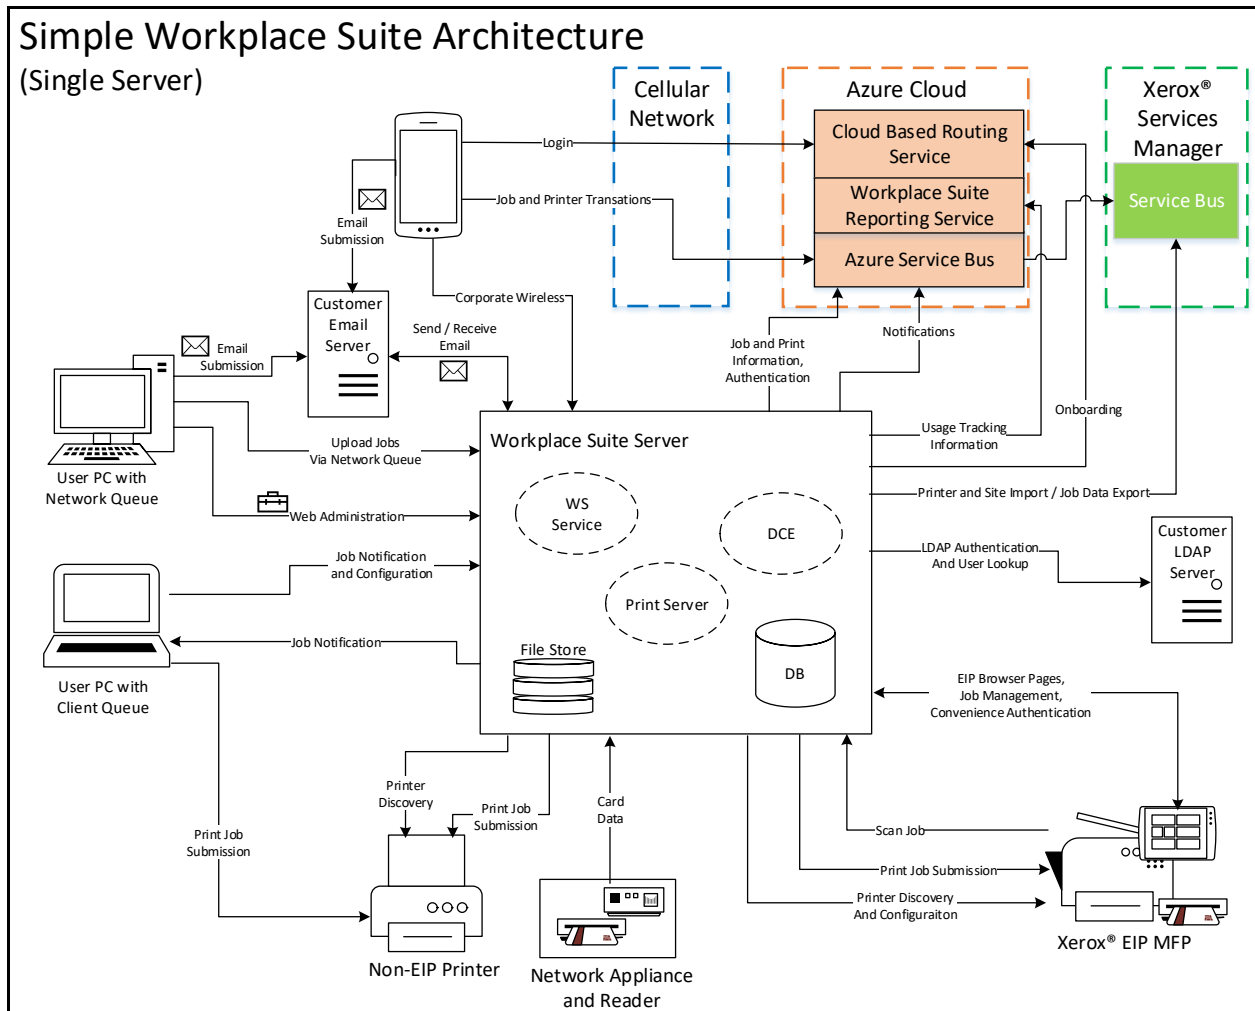 Simple Workplace Suite Architecture
(Single Server)
Cellular
Network
Azure Cloud
Xerox® 
Services
Manager
Cloud Based Routing
Service
Workplace Suite
Reporting Service
Azure Service Bus
Service Bus
Login
Job and Printer Transations
Email
Submission
Corporate Wireless
Customer
Email
Server
Send / Receive
Email
Email
Submission
Job and Print
Information,
Authentication
Notifications
Onboarding
Usage Tracking
Information
User PC with
Network Queue
Upload Jobs
Via Network Queue
Web Administration
Workplace Suite Server
WS
Service
DCE
Print Server
File Store
DB
Printer and Site Import / Job Data Export
LDAP Authentication
And User Lookup
Customer
LDAP
Server
Job Notification
and Configuration
Job Notification
User PC with
Client Queue
EIP Browser Pages,
Job Management,
Convenience Authentication
Printer
Discovery
Print Job
Submission
Card
Data
Scan Job
Print Job
Submission
Print Job Submission
Printer Discovery
And Configuraiton
Non-EIP Printer
Network Appliance
and Reader
Xerox® EIP MFP